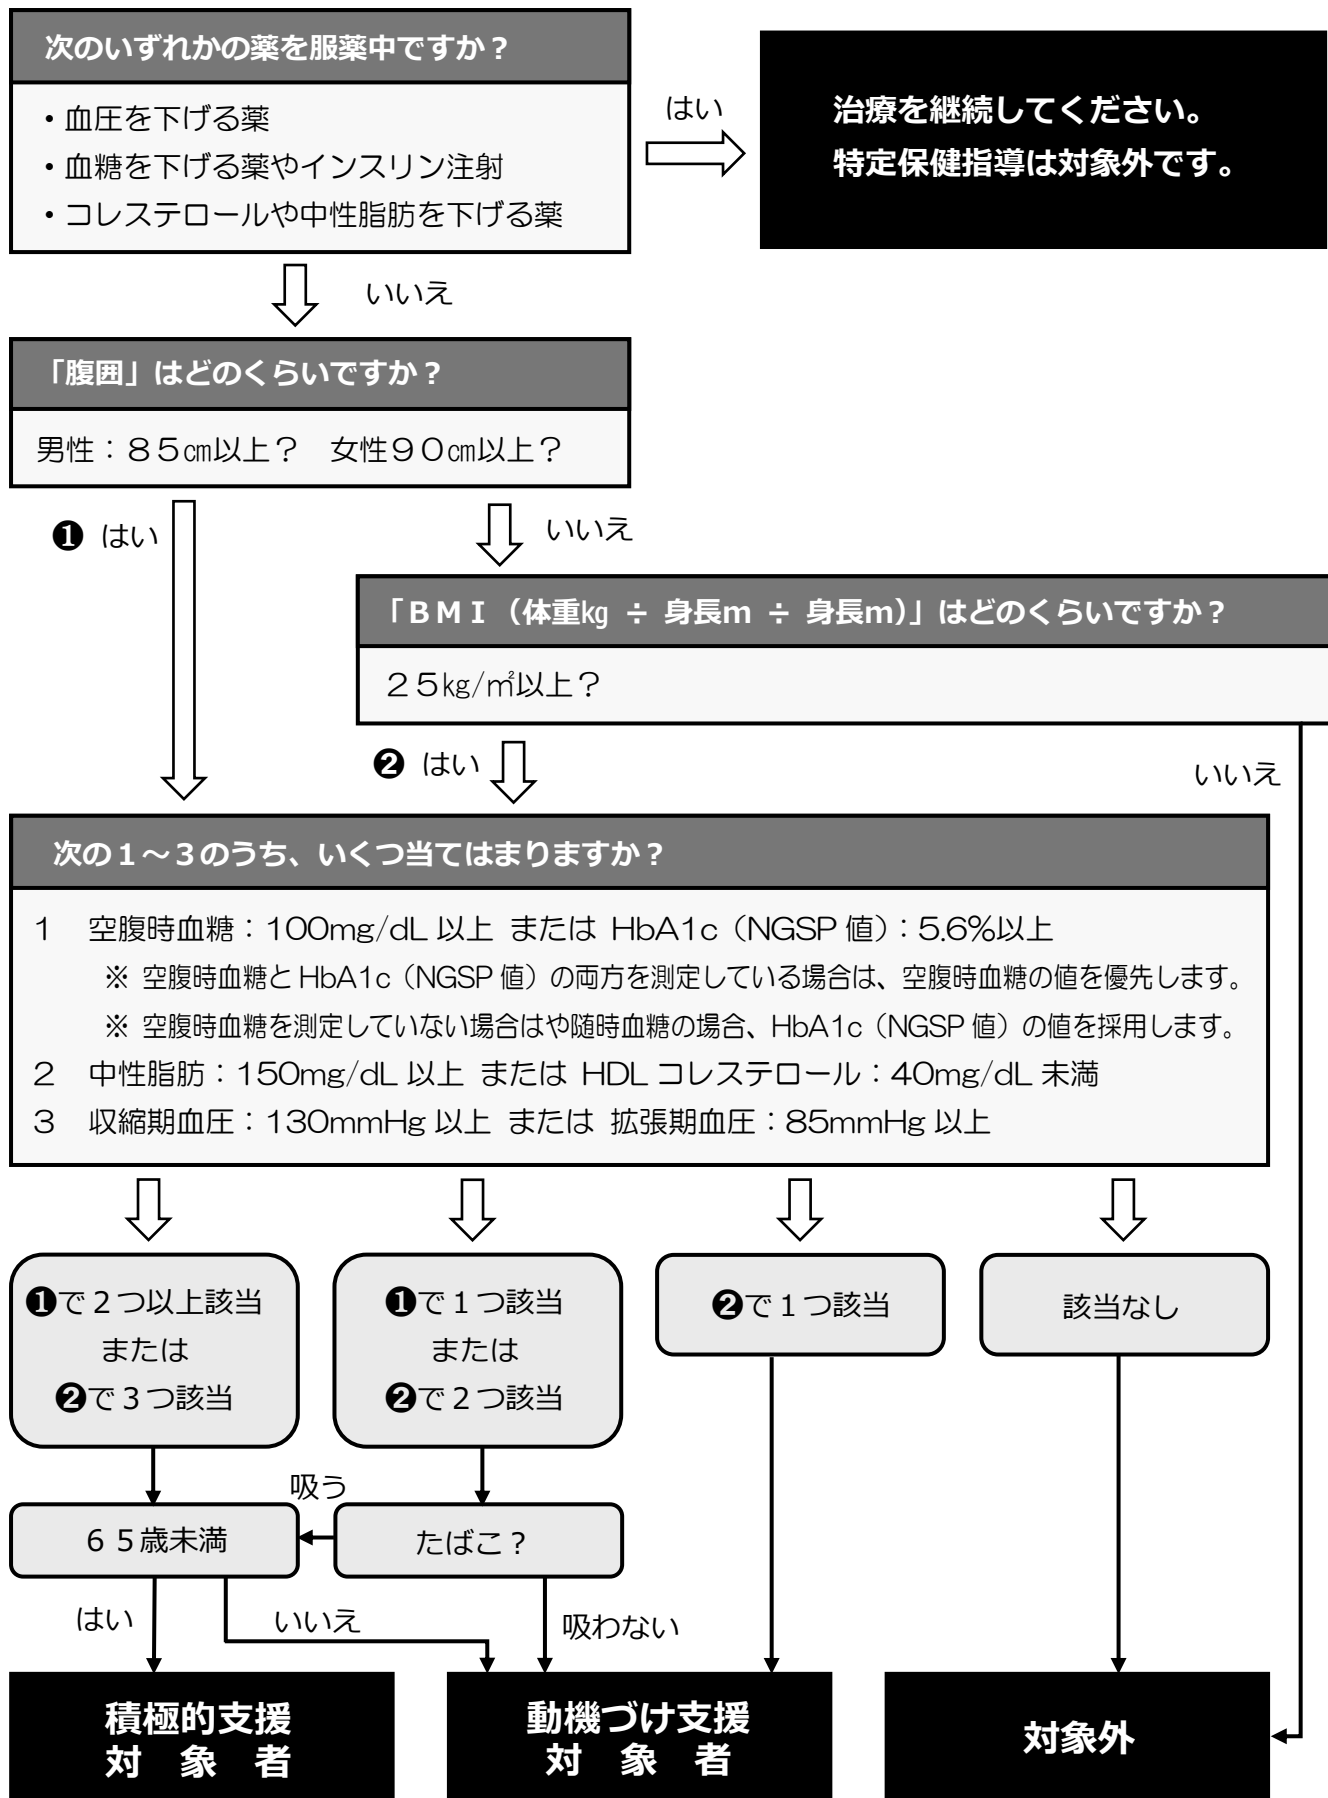 次のいずれかの薬を服薬中ですか？
・血圧を下げる薬
・血糖を下げる薬やインスリン注射
・コレステロールや中性脂肪を下げる薬
はい
治療を継続してください。
特定保健指導は対象外です。
いいえ
「腹囲」はどのくらいですか？
男性：８５㎝以上？　女性９０㎝以上？
❶ はい
いいえ
「ＢＭＩ（体重㎏ ÷ 身長m ÷ 身長m）」はどのくらいですか？
２５㎏/㎡以上？
❷ はい
いいえ
次の１～３のうち、いくつ当てはまりますか？
1　空腹時血糖：100mg/dL 以上 または HbA1c（NGSP 値）：5.6%以上
※ 空腹時血糖と HbA1c（NGSP 値）の両方を測定している場合は、空腹時血糖の値を優先します。
※ 空腹時血糖を測定していない場合はや随時血糖の場合、HbA1c（NGSP 値）の値を採用します。
2　中性脂肪：150mg/dL 以上 または HDL コレステロール：40mg/dL 未満
3　収縮期血圧：130mmHg 以上 または 拡張期血圧：85mmHg 以上
❶で２つ以上該当
または
❷で３つ該当
❶で１つ該当
または
❷で２つ該当
❷で１つ該当
該当なし
吸う
６５歳未満
たばこ？
はい
いいえ
吸わない
積極的支援
対　象　者
動機づけ支援
対　象　者
対象外